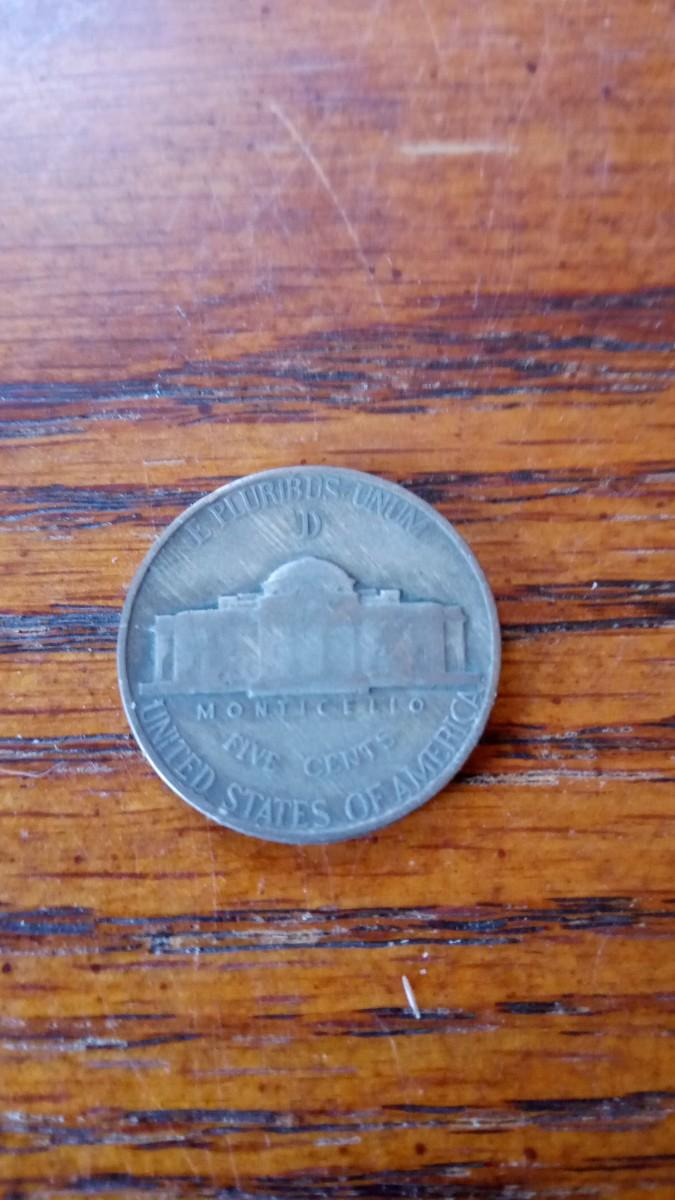 E PLURIBUS UNUM
D
MONTICELLO
FIVE CENTS
UNITED STATES OF AMERICA